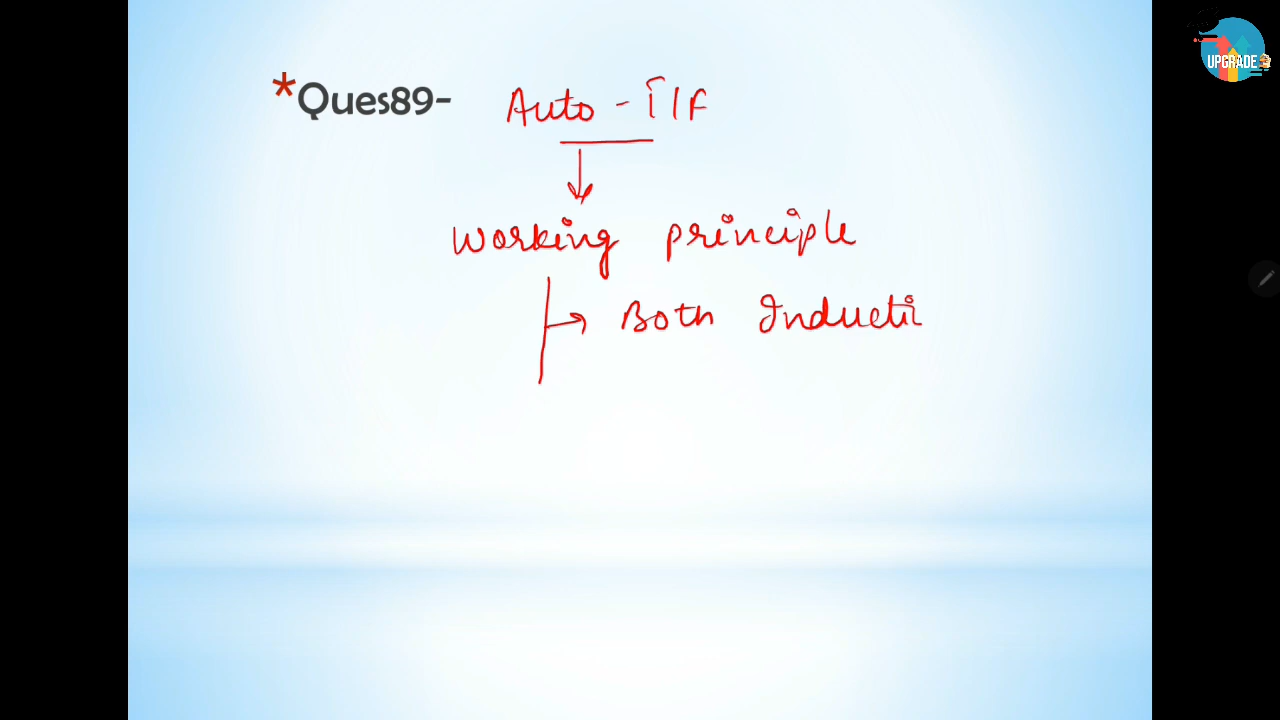 UPGRADE
*Ques89- Auto - T/F
Working principle
→ Both Inducti